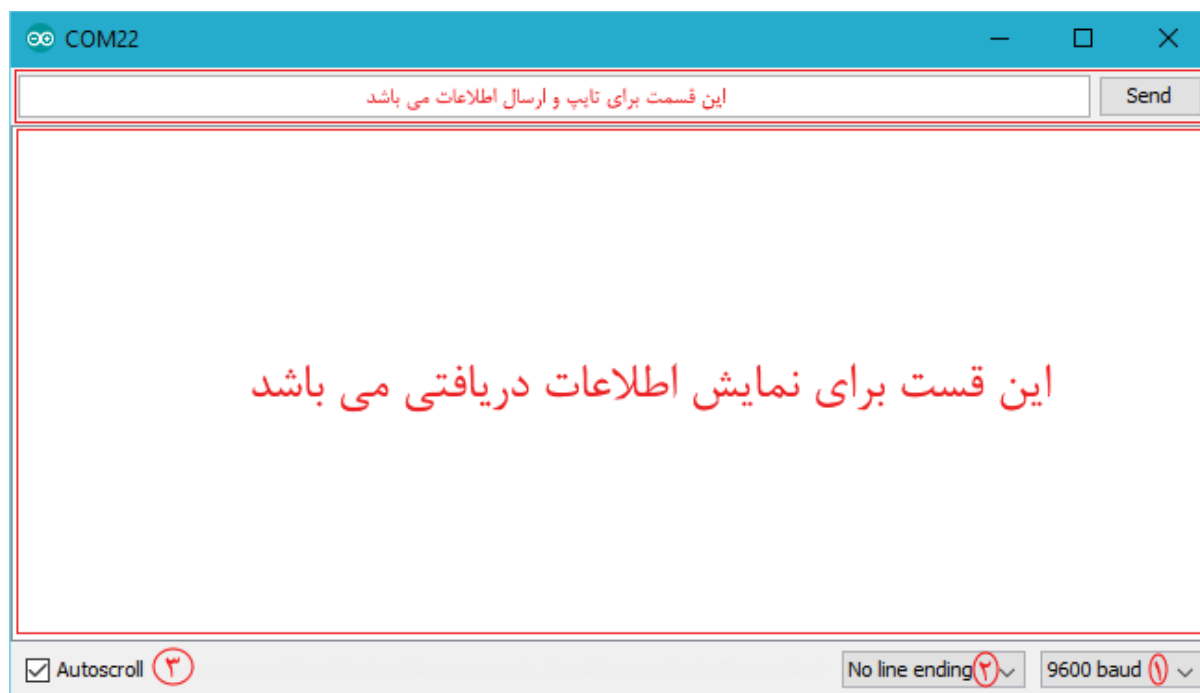 COM22
این قسمت برای تایپ و ارسال اطلاعات می باشد
Send
این قست برای نمایش اطلاعات دریافتی می باشد
Autoscroll ۳
No line ending ۲
9600 baud ۱